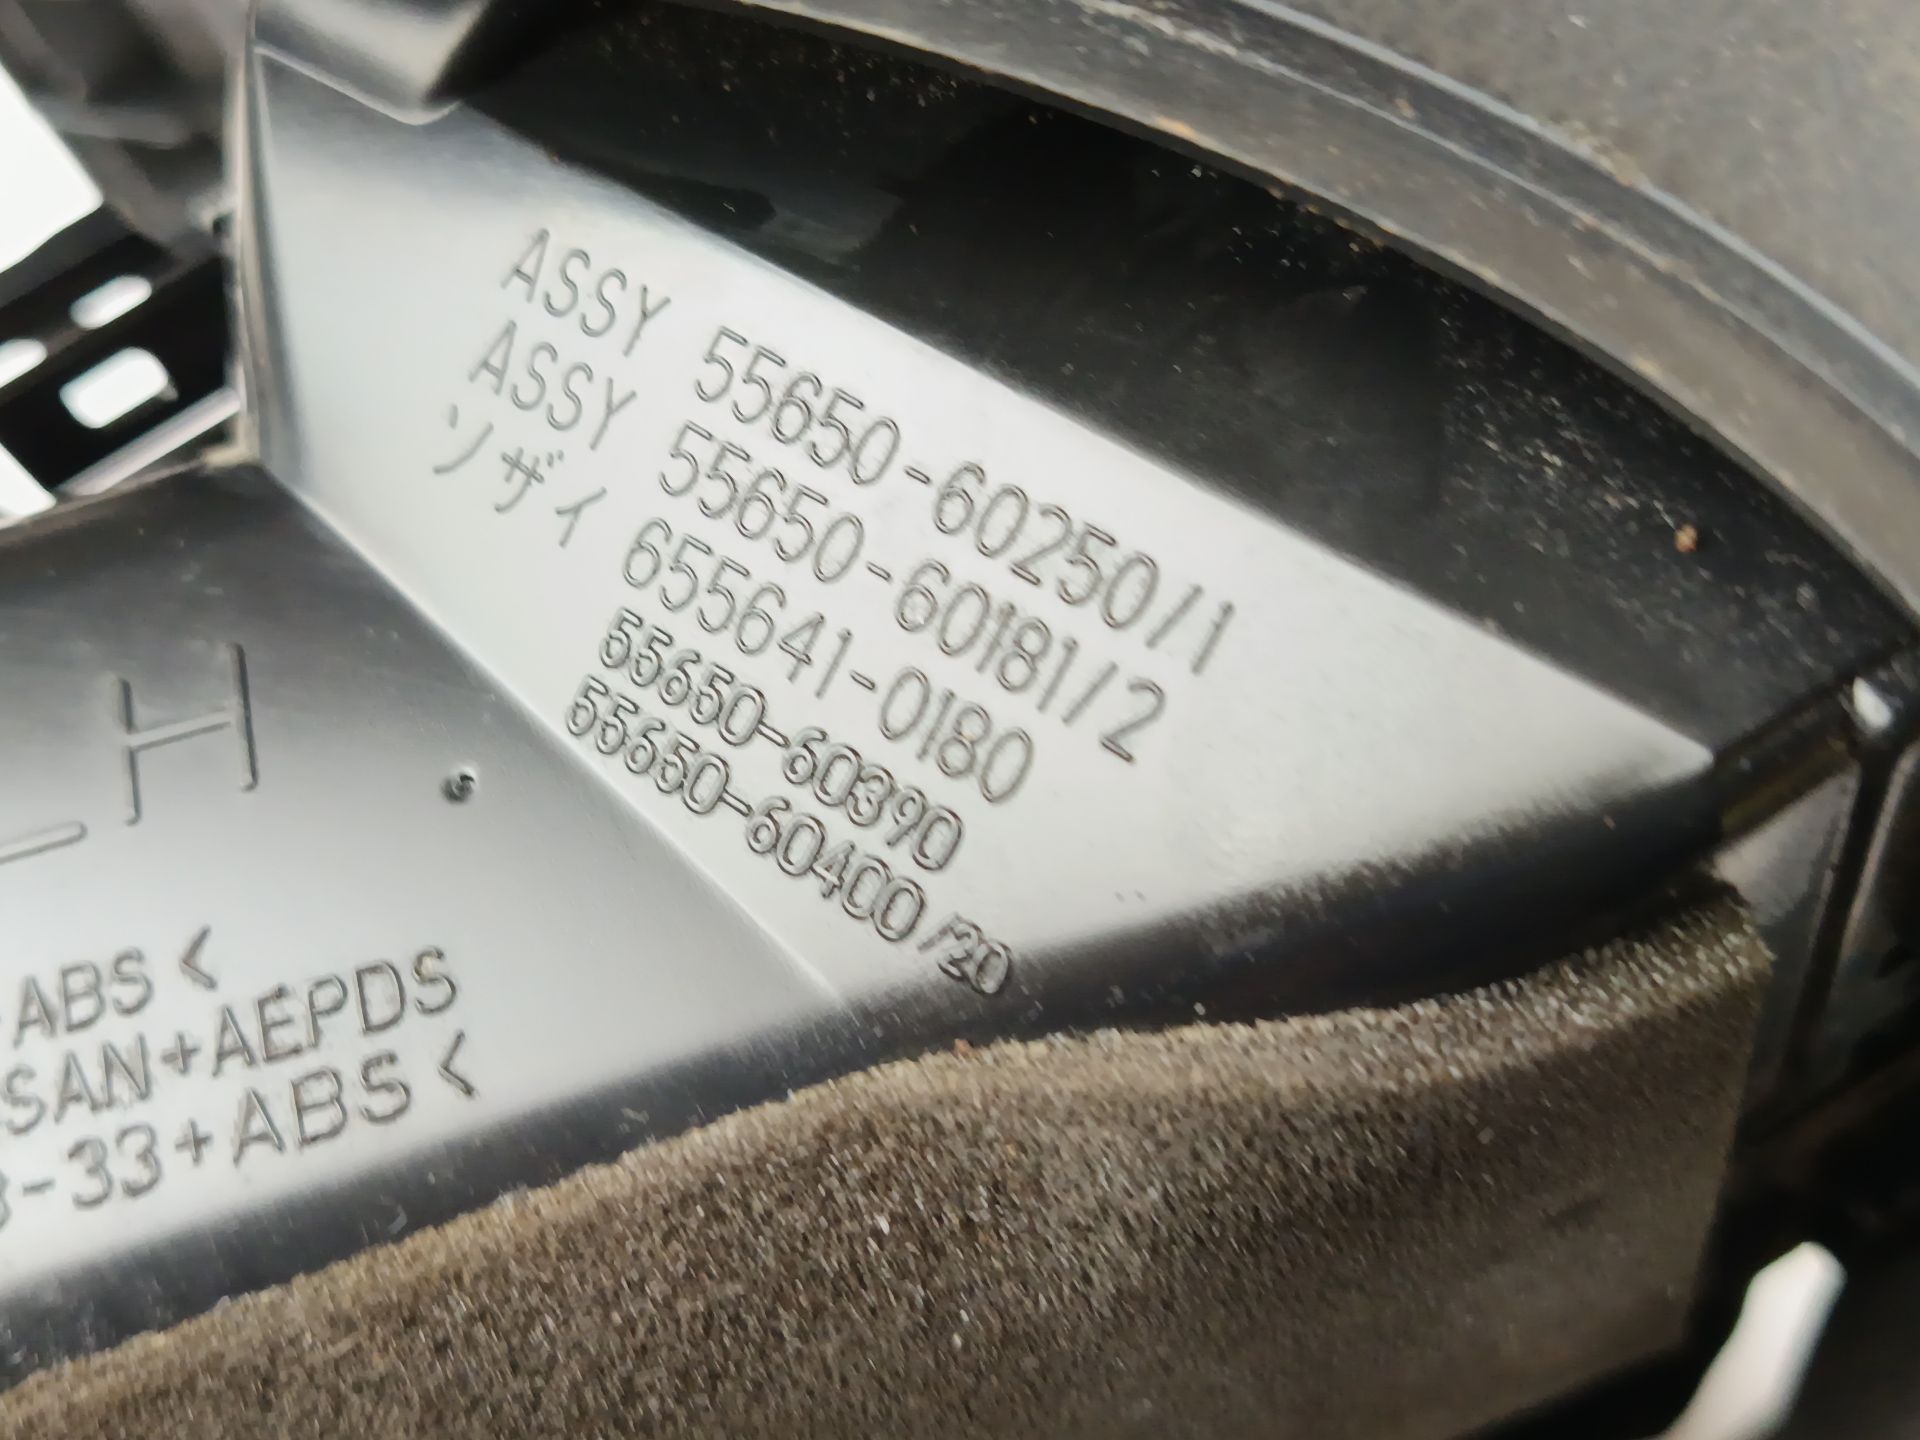 ASSY 55650-60250/1
ASSY 55650-60181/2
ソザイ 655641-0180
55650-60390
55650-60400/20
LH
ABS<
SAN+AEPDS
-33+ABS<